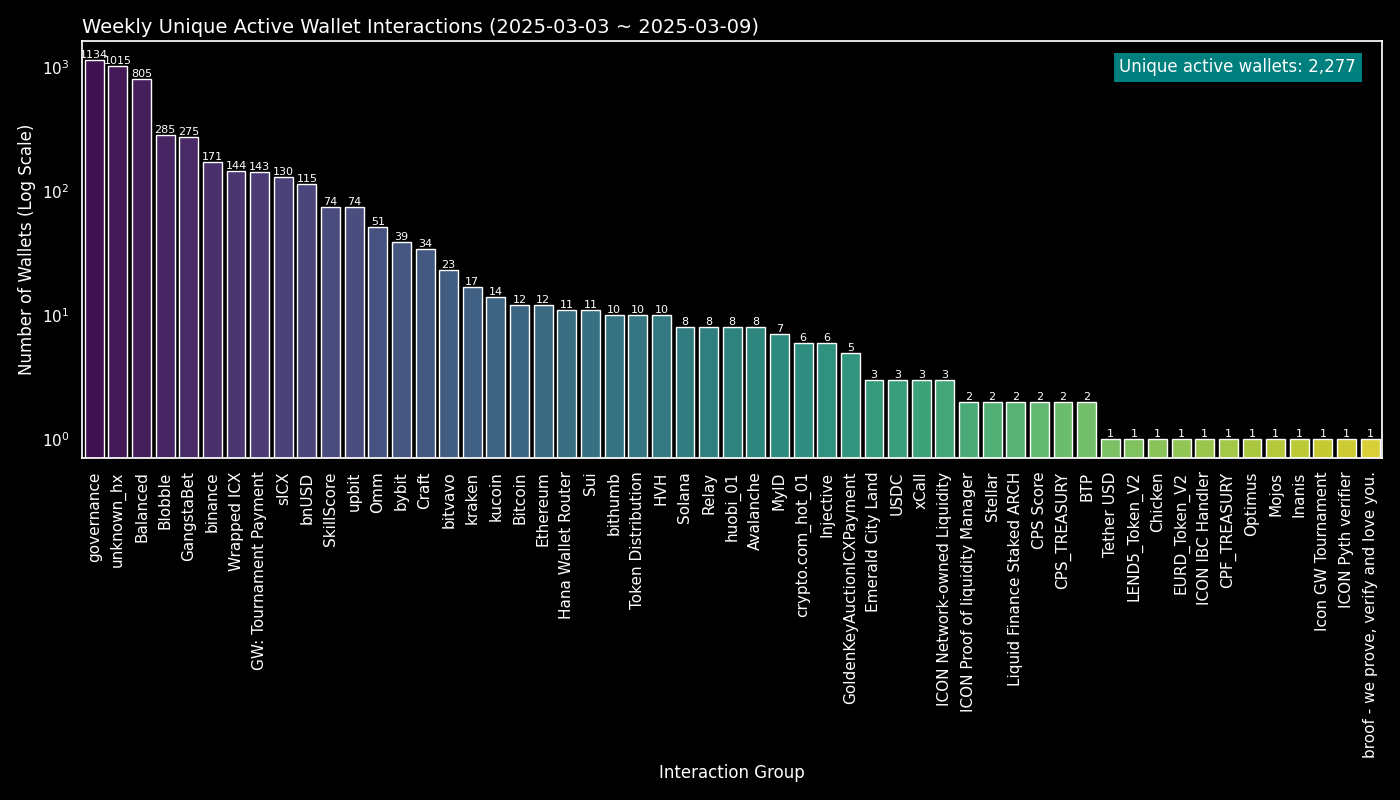 Weekly Unique Active Wallet Interactions (2025-03-03 ~ 2025-03-09)
Unique active wallets: 2,277
Number of Wallets (Log Scale)
10³
10²
10¹
10⁰
1134
1015
805
285
275
171
144
143
130
115
74
74
51
39
34
23
17
14
12
12
11
11
10
10
10
8
8
8
8
7
6
6
5
3
3
3
3
2
2
2
2
2
2
1
1
1
1
1
1
1
1
1
1
1
1
governance
unknown_hx
Balanced
Blobble
GangstaBet
binance
Wrapped ICX
GW: Tournament Payment
sICX
bnUSD
SkillScore
upbit
Omm
bybit
Craft
bitvavo
kraken
kucoin
Bitcoin
Ethereum
Hana Wallet Router
Sui
bithumb
Token Distribution
HVH
Solana
Relay
huobi_01
Avalanche
MyID
crypto.com_hot_01
Injective
GoldenKeyAuctionICXPayment
Emerald City Land
USDC
xCall
ICON Network-owned Liquidity
ICON Proof of liquidity Manager
Stellar
Liquid Finance Staked ARCH
CPS Score
CPS_TREASURY
BTP
Tether USD
LEND5_Token_V2
Chicken
EURD_Token_V2
ICON IBC Handler
CPF_TREASURY
Optimus
Mojos
Inanis
Icon GW Tournament
ICON Pyth verifier
broof - we prove, verify and love you.
Interaction Group